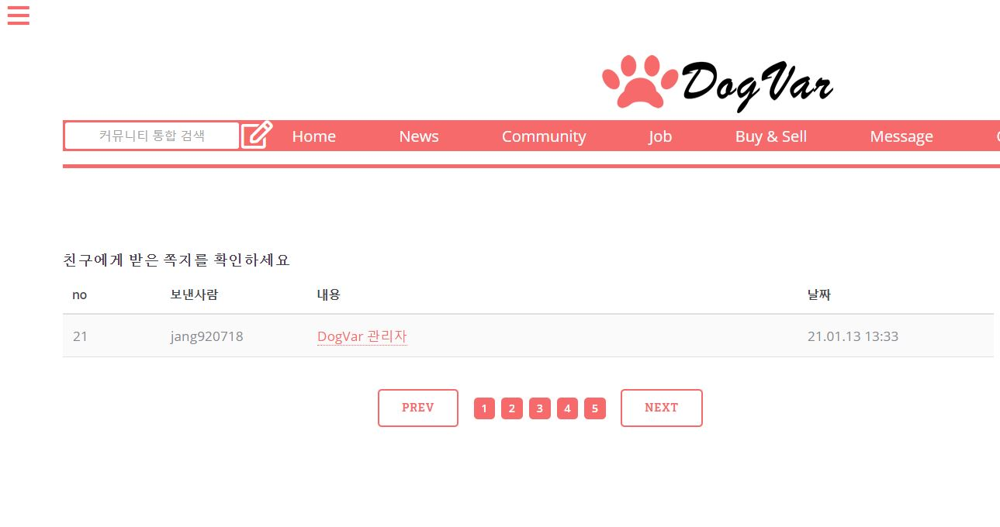 DogVar
커뮤니티 통합 검색 Home News Community Job Buy & Sell Message
친구에게 받은 쪽지를 확인하세요
no 보낸사람 내용 날짜
21 jang920718 DogVar 관리자 21.01.13 13:33
PREV 1 2 3 4 5 NEXT